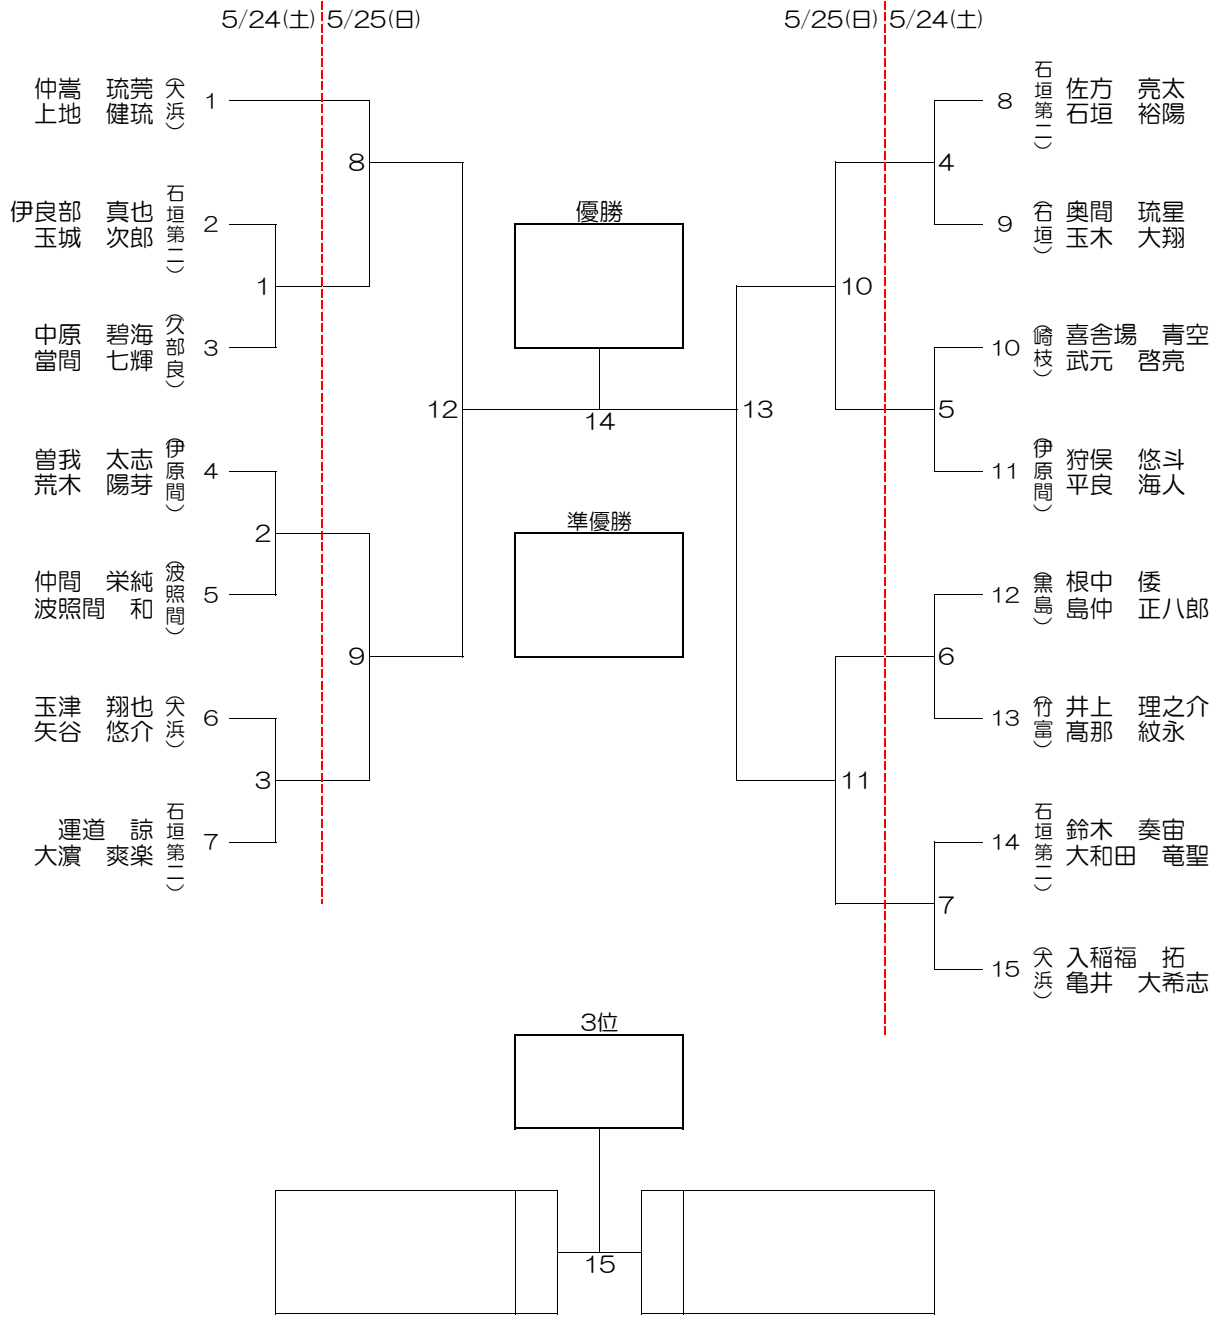 5/24(土) 5/25(日)
5/25(日) 5/24(土)
仲嵩　琉莞
上地　健琉
(大浜)
1
伊良部　真也
玉城　次郎
石垣第二)
2
中原　碧海
當間　七輝
(久部良)
3
曽我　太志
荒木　陽芽
(伊原間)
4
仲間　栄純
波照間　和
(波照間)
5
玉津　翔也
矢谷　悠介
(大浜)
6
運道　諒
大濵　爽楽
石垣第二)
7
1
2
3
8
9
12
優勝
14
準優勝
13
10
11
4
5
6
7
8
石垣第二)
佐方　亮太
石垣　裕陽
9
(石垣)
奥間　琉星
玉木　大翔
10
(崎枝)
喜舎場　青空
武元　啓亮
11
(伊原間)
狩俣　悠斗
平良　海人
12
(黒島)
根中　倭
島仲　正八郎
13
(竹富)
井上　理之介
髙那　紋永
14
石垣第二)
鈴木　奏宙
大和田　竜聖
15
(大浜)
入稲福　拓
亀井　大希志
3位
15